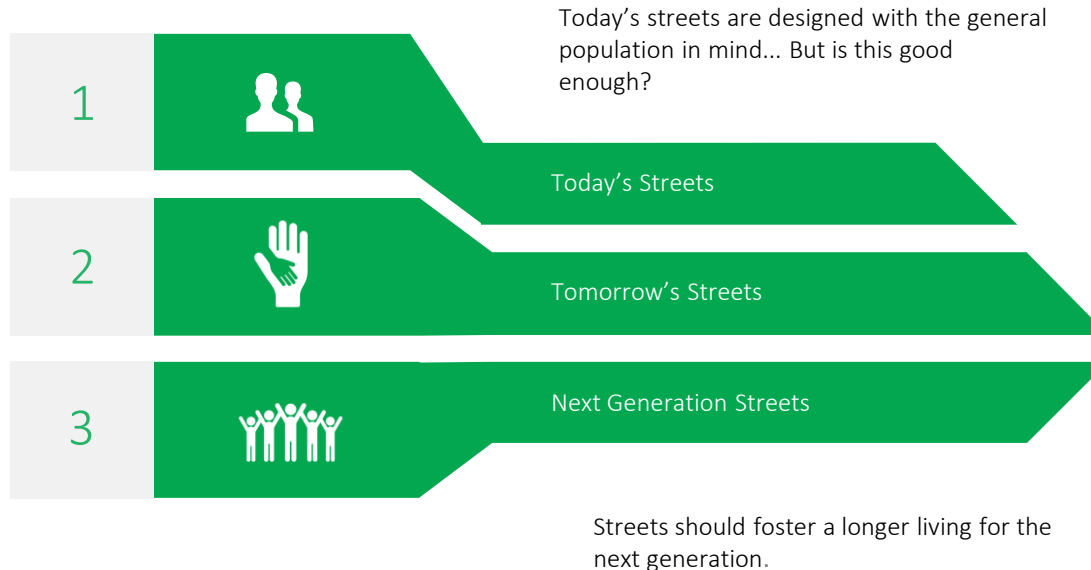 Today’s streets are designed with the general
population in mind... But is this good
enough?
1
Today’s Streets
2
Tomorrow’s Streets
3
Next Generation Streets
Streets should foster a longer living for the
next generation.